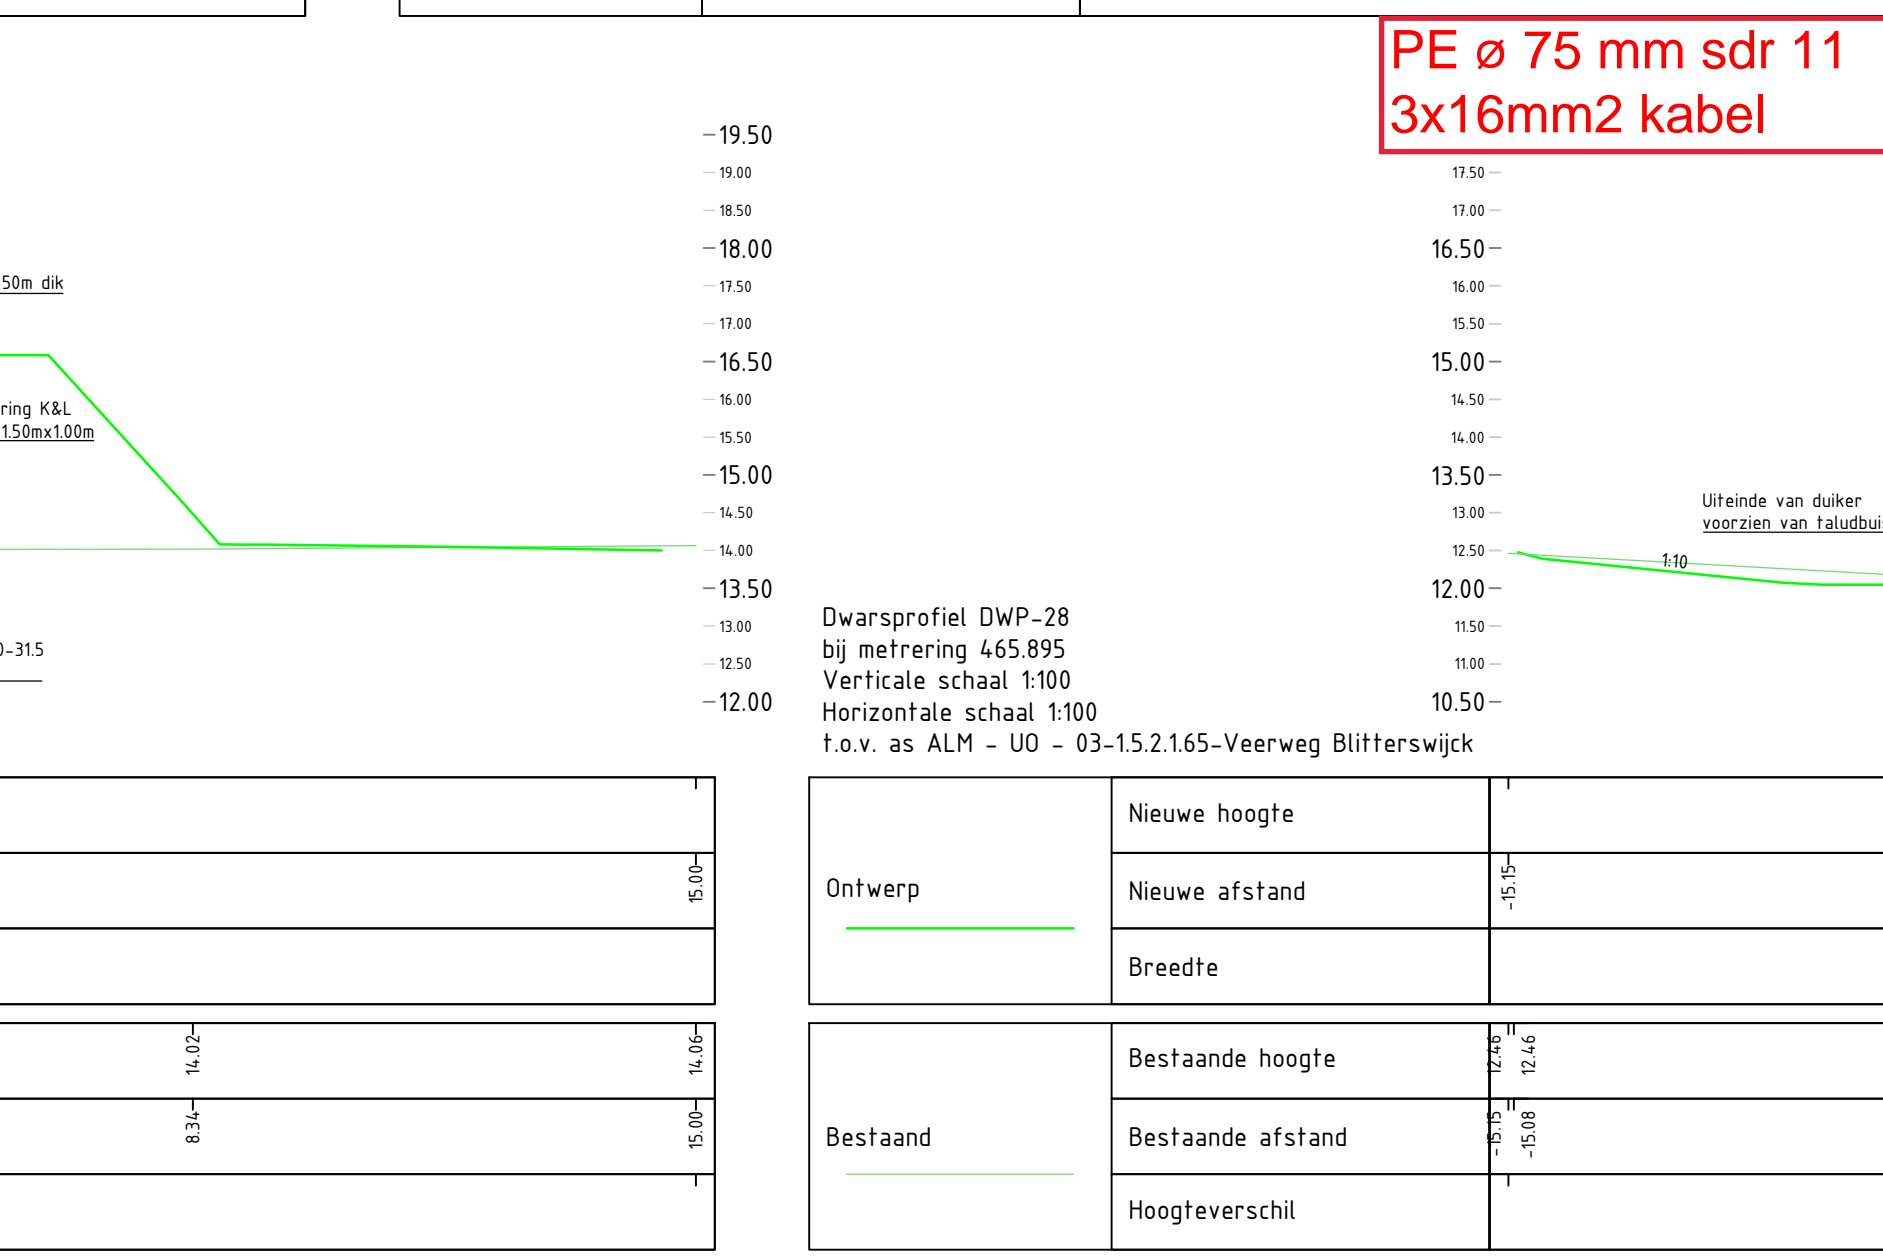 PE ø 75 mm sdr 11
3x16mm2 kabel
50m dik
ring K&L
1.50mx1.00m
0-31.5
19.50
19.00
18.50
18.00
17.50
17.00
16.50
16.00
15.50
15.00
14.50
14.00
13.50
13.00
12.50
12.00
Dwarsprofiel DWP-28
bij metrering 465.895
Verticale schaal 1:100
Horizontale schaal 1:100
t.o.v. as ALM - UO - 03-1.5.2.1.65-Veerweg Blitterswijck
17.50
17.00
16.50
16.00
15.50
15.00
14.50
14.00
13.50
13.00
12.50
12.00
11.50
11.00
10.50
Uiteinde van duiker
voorzien van taludbuis
1:10
15.00
14.02
14.06
8.34
15.00
Ontwerp
Nieuwe hoogte
Nieuwe afstand
-15.15
Breedte
Bestaand
Bestaande hoogte
12.46
12.46
Bestaande afstand
-15.15
-15.08
Hoogteverschil